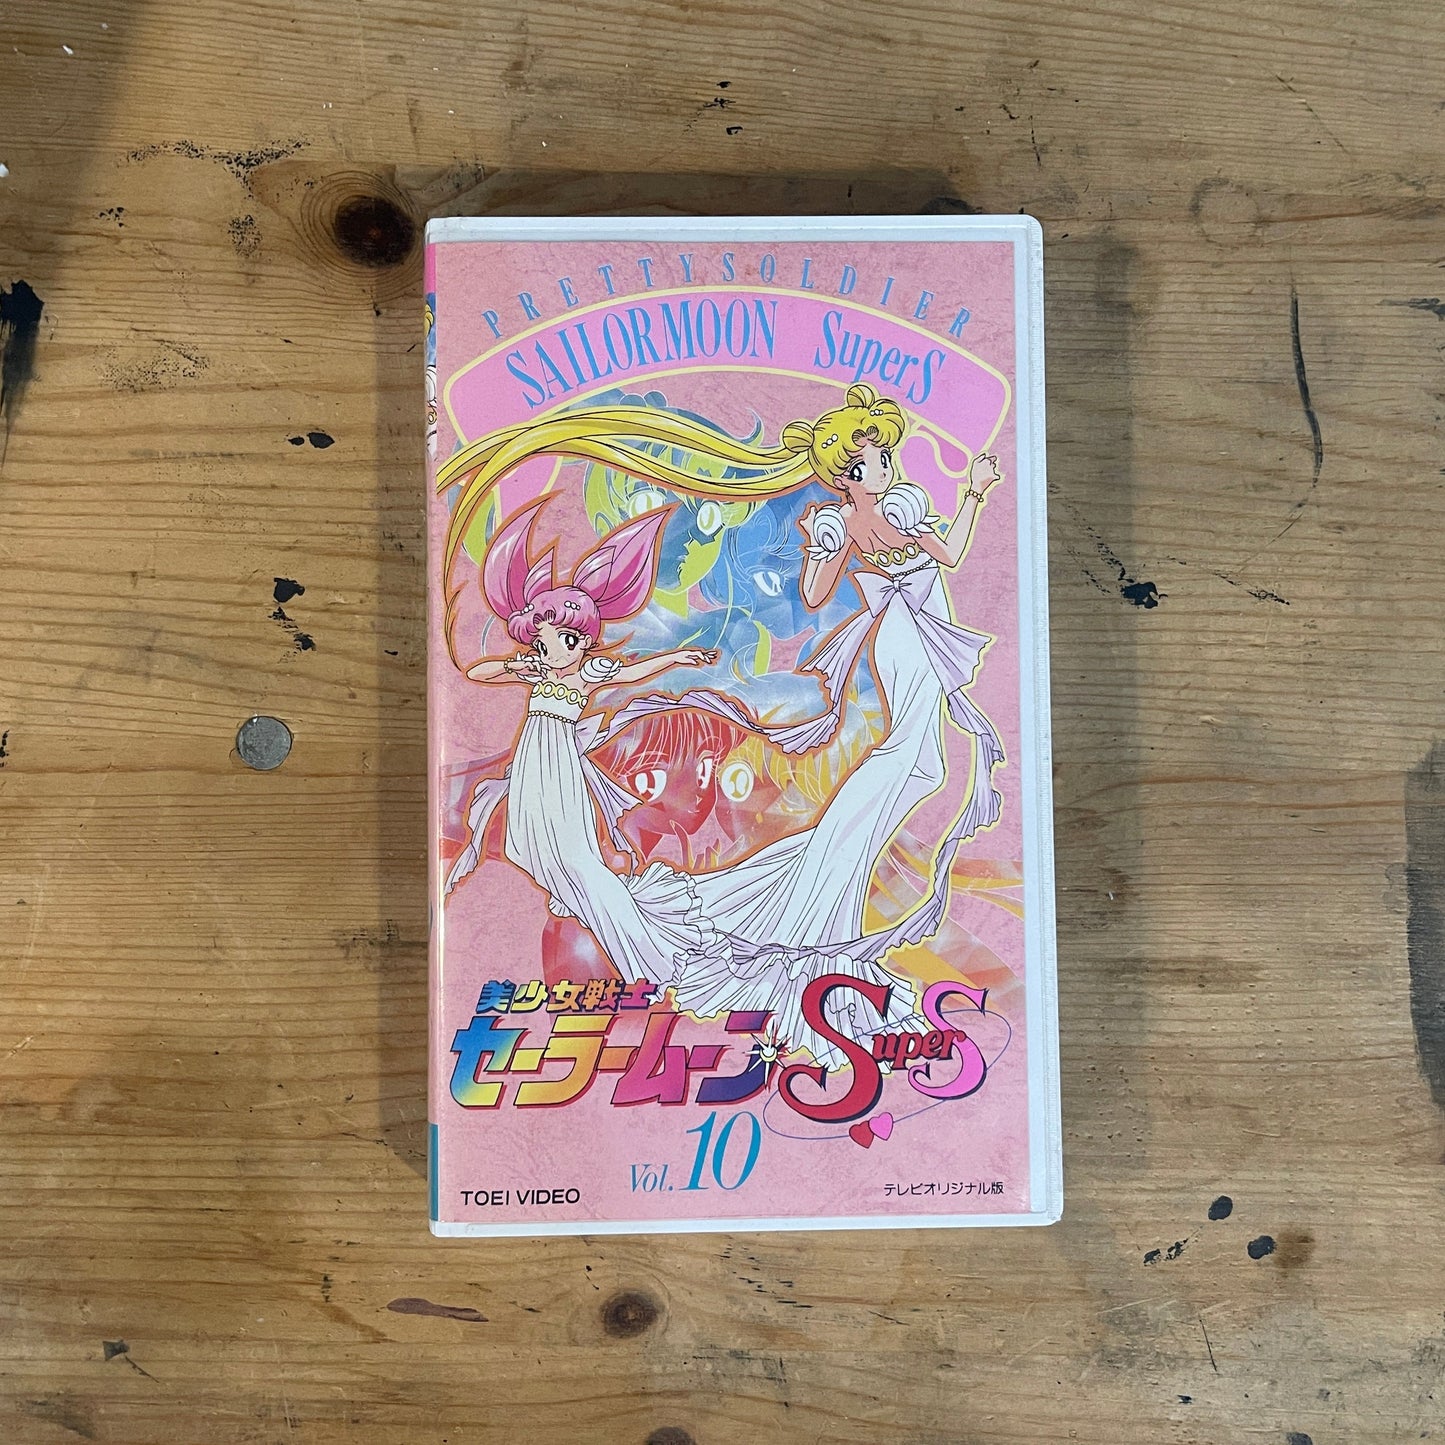 PRETTY SOLDIER
SAILORMOON SuperS
美少女戦士
セーラームーン SuperS
Vol. 10
TOEI VIDEO
テレビオリジナル版